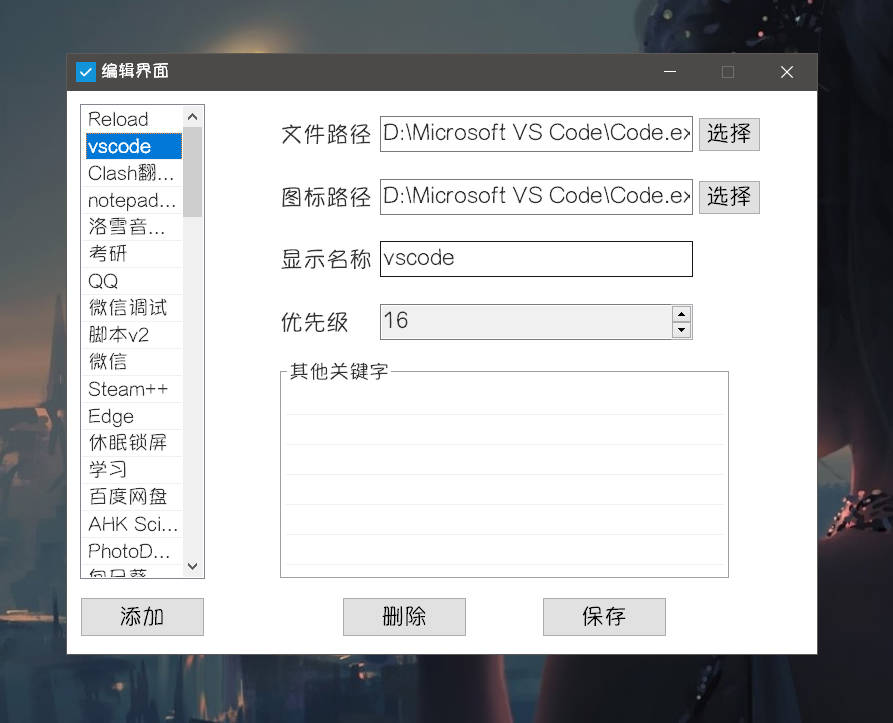 编辑界面
Reload
vscode
Clash翻...
notepad...
洛雪音...
考研
QQ
微信调试
脚本v2
微信
Steam++
Edge
休眠锁屏
学习
百度网盘
AHK Sci...
PhotoD...
文件路径 D:\Microsoft VS Code\Code.ex 选择
图标路径 D:\Microsoft VS Code\Code.ex 选择
显示名称 vscode
优先级 16
其他关键字
添加 删除 保存